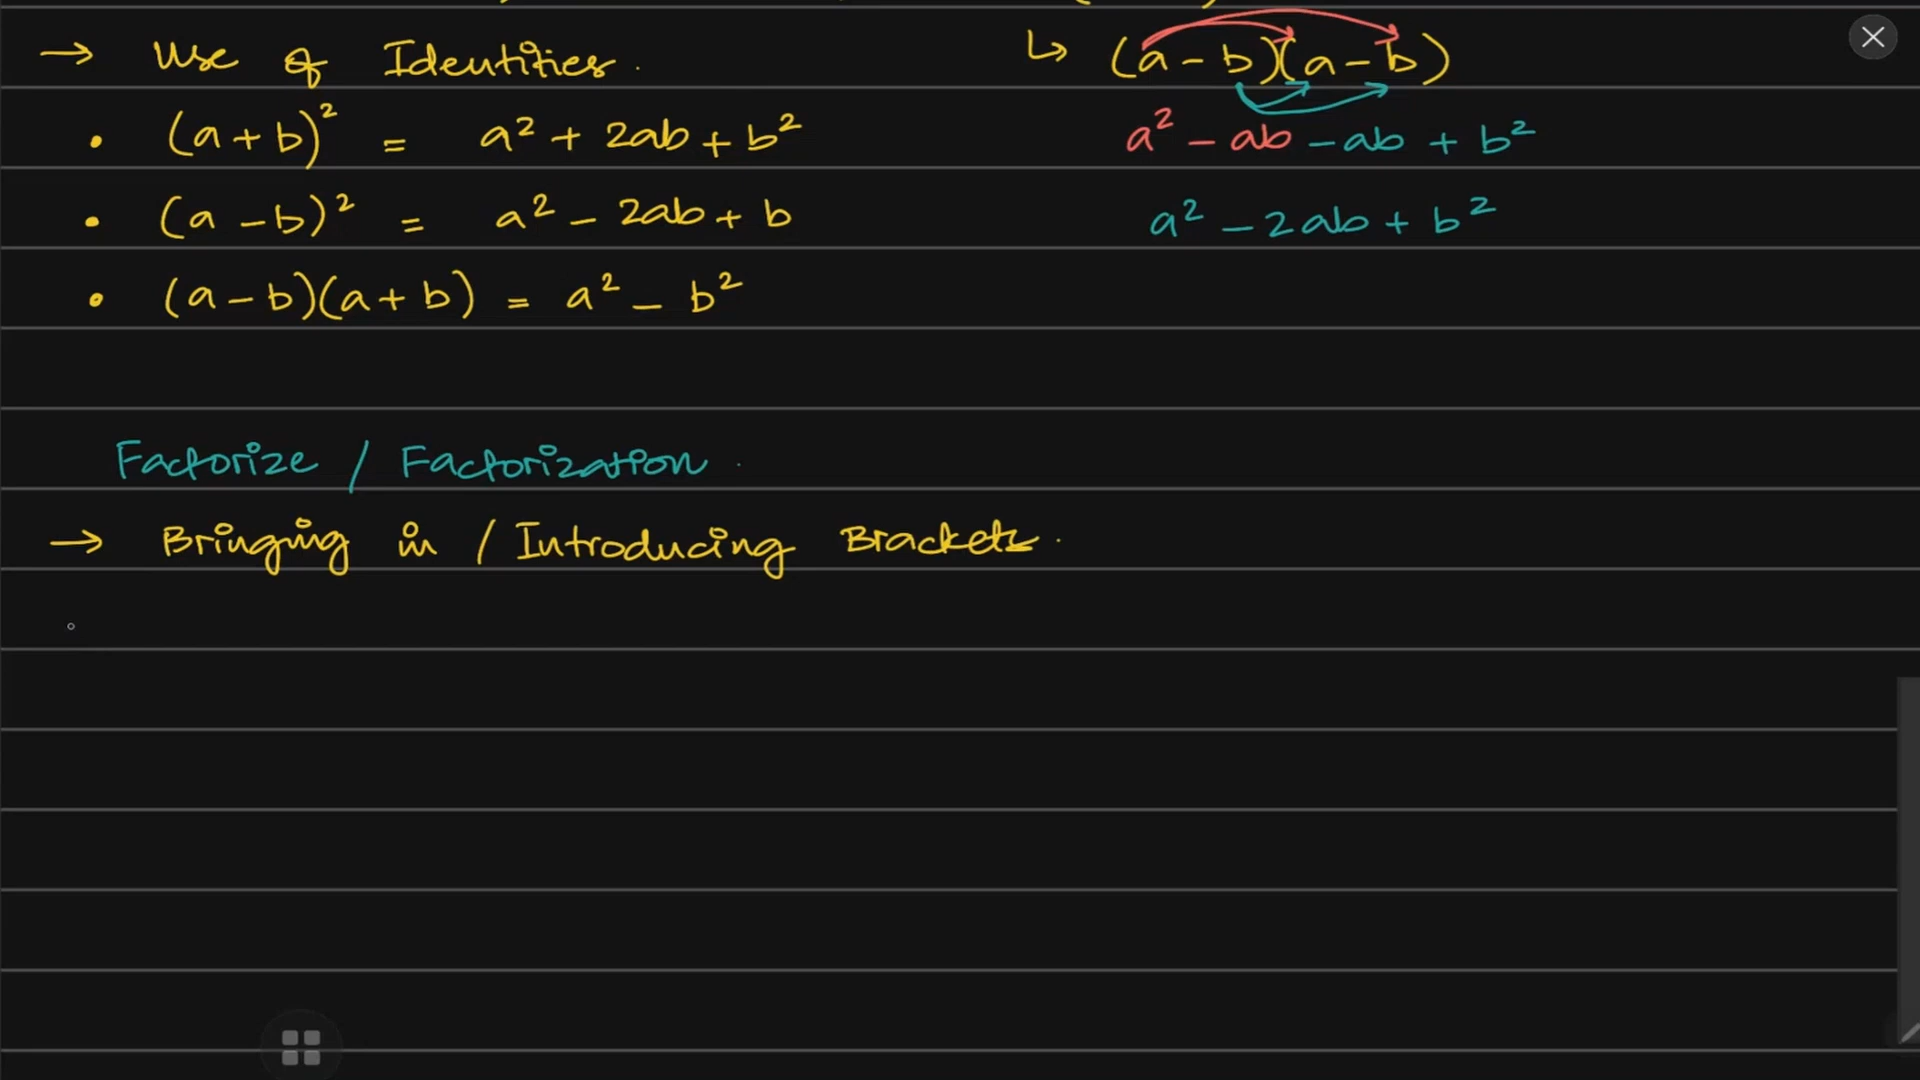 → Use of Identities.
• (a + b)² = a² + 2ab + b²
• (a - b)² = a² - 2ab + b
• (a - b)(a + b) = a² - b²
↳ (a - b)(a - b)
a² - ab - ab + b²
a² - 2ab + b²
Factorize / Factorization.
→ Bringing in / Introducing Brackets.